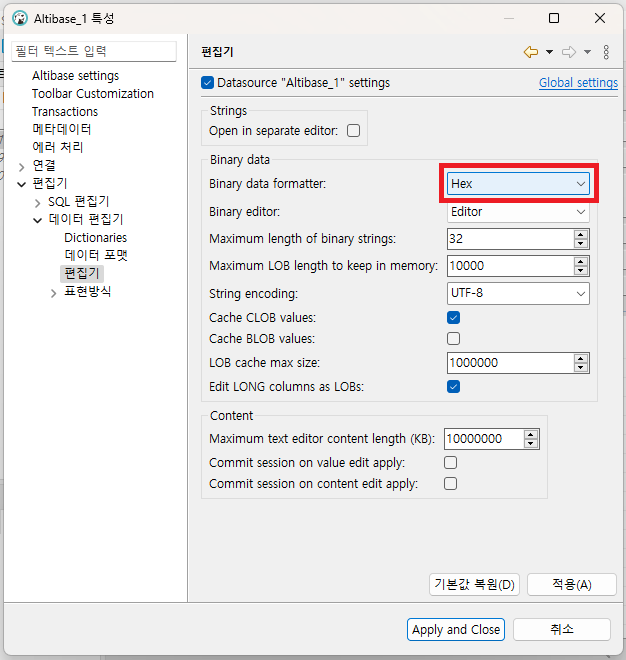 Altibase_1 특성
필터 텍스트 입력
Altibase settings
Toolbar Customization
Transactions
메타데이터
에러 처리
연결
편집기
SQL 편집기
데이터 편집기
Dictionaries
데이터 포맷
편집기
표현방식
편집기
Datasource "Altibase_1" settings
Global settings
Strings
Open in separate editor:
Binary data
Binary data formatter: Hex
Binary editor: Editor
Maximum length of binary strings: 32
Maximum LOB length to keep in memory: 10000
String encoding: UTF-8
Cache CLOB values:
Cache BLOB values:
LOB cache max size: 1000000
Edit LONG columns as LOBs:
Content
Maximum text editor content length (KB): 10000000
Commit session on value edit apply:
Commit session on content edit apply:
기본값 복원(D) 적용(A)
Apply and Close 취소